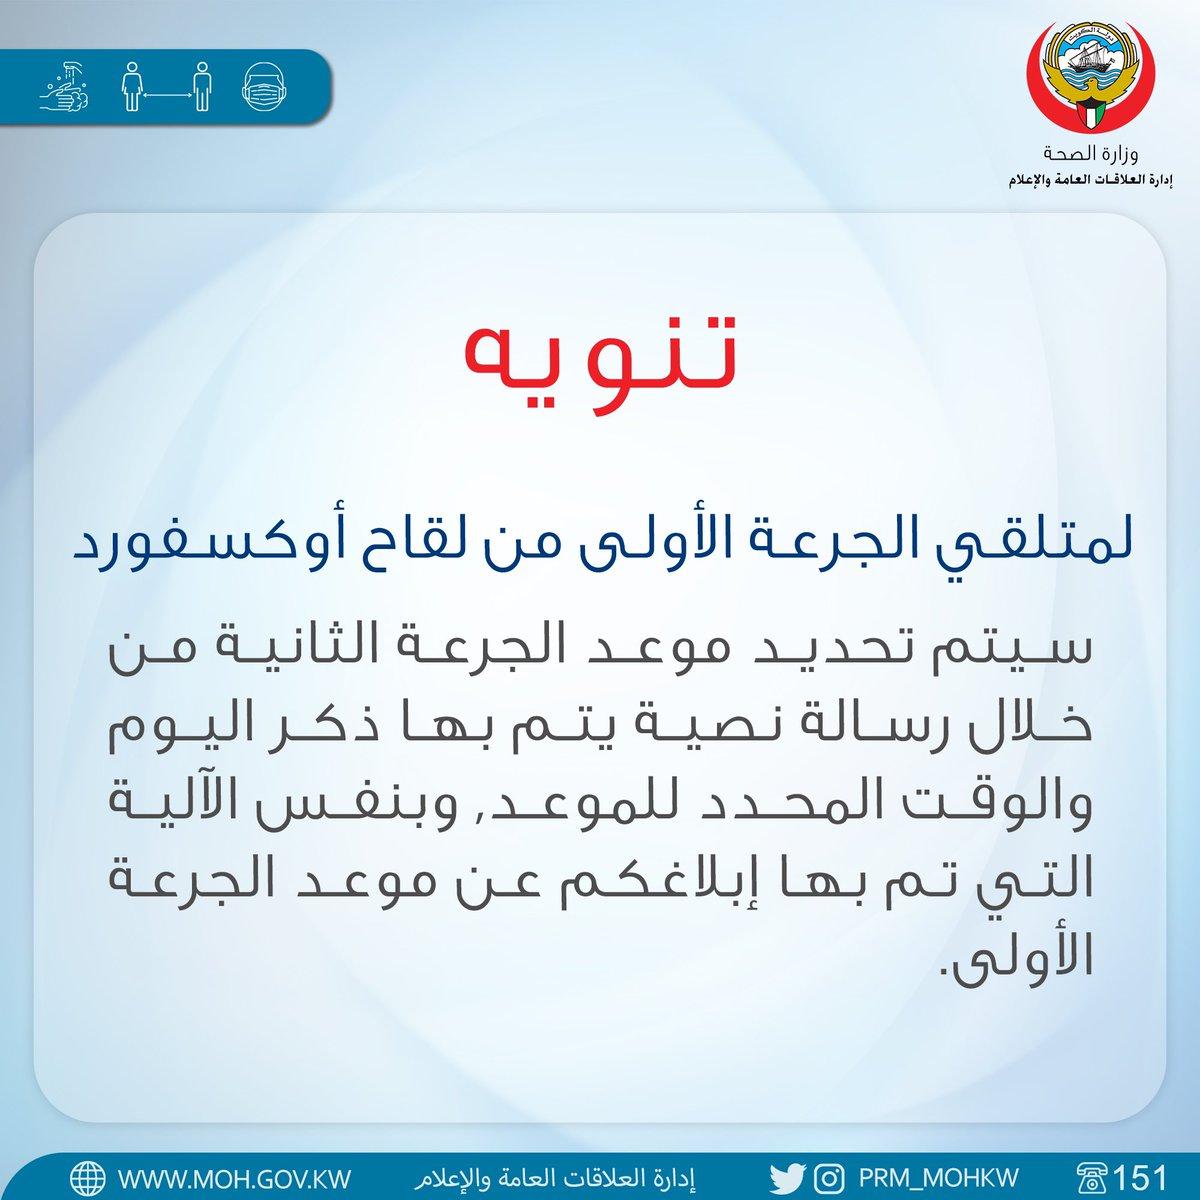 دولة الكويت
وزارة الصحة
إدارة العلاقات العامة والإعلام
تنويه
لمتلقي الجرعة الأولى من لقاح أوكسفورد
سيتم تحديد موعد الجرعة الثانية من
خلال رسالة نصية يتم بها ذكر اليوم
والوقت المحدد للموعد, وبنفس الآلية
التي تم بها إبلاغكم عن موعد الجرعة
الأولى.
WWW.MOH.GOV.KW إدارة العلاقات العامة والإعلام PRM_MOHKW 151